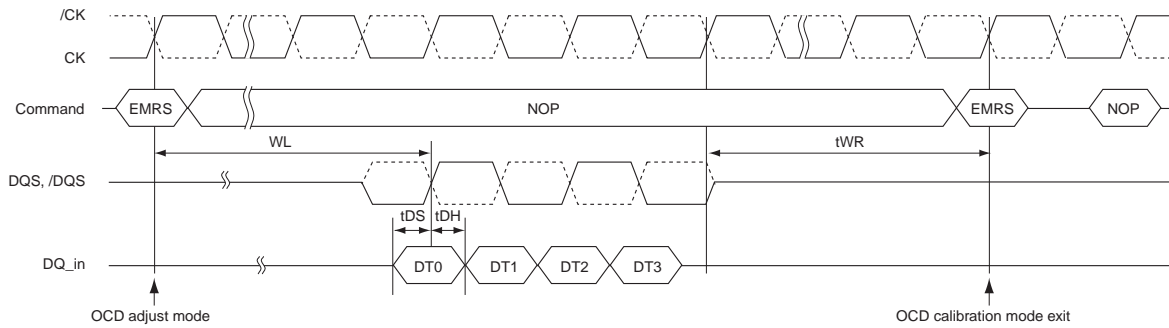 /CK
CK
Command
EMRS
NOP
EMRS
NOP
WL
tWR
DQS, /DQS
tDS
tDH
DQ_in
DT0
DT1
DT2
DT3
OCD adjust mode
OCD calibration mode exit